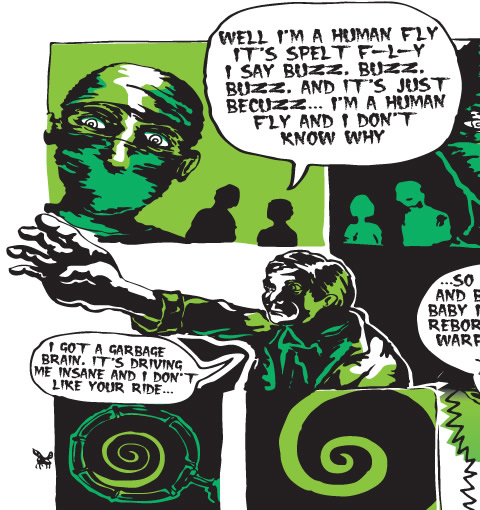 WELL I'M A HUMAN FLY
IT'S SPELT F-L-Y
I SAY BUZZ. BUZZ.
BUZZ. AND IT'S JUST
BECUZZ... I'M A HUMAN
FLY AND I DON'T
KNOW WHY
...SO
AND
BABY
REBOR
WARP
I GOT A GARBAGE
BRAIN. IT'S DRIVING
ME INSANE AND I DON'T
LIKE YOUR RIDE...